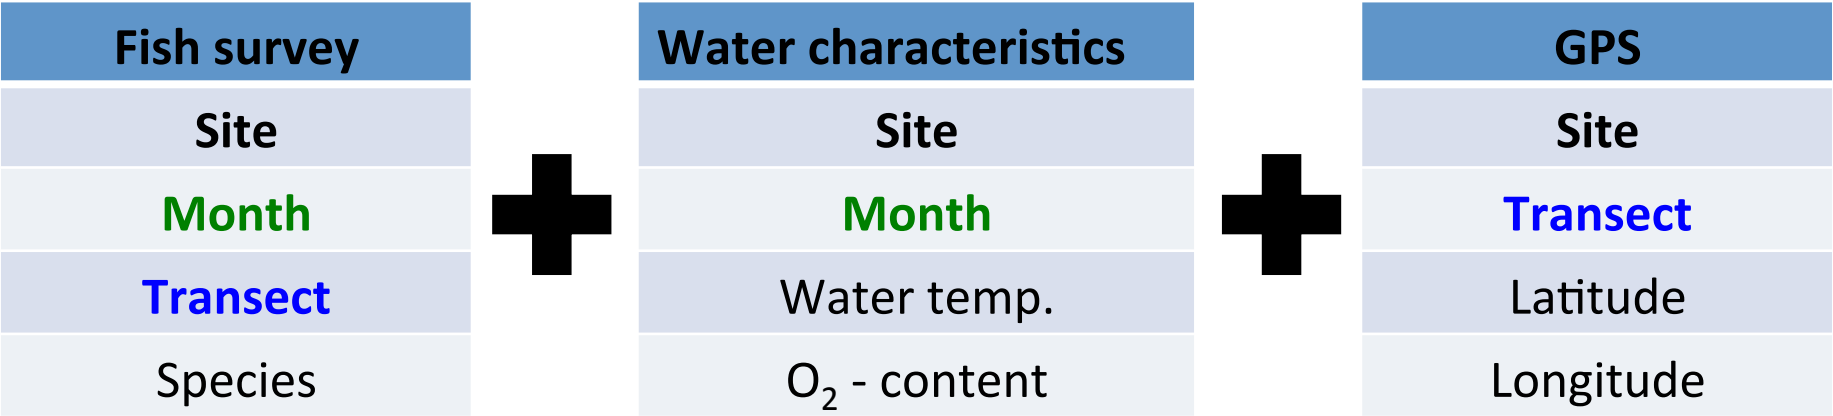 Fish survey
Site
Month
Transect
Species
Water characteristics
Site
Month
Water temp.
O₂ - content
GPS
Site
Transect
Latitude
Longitude